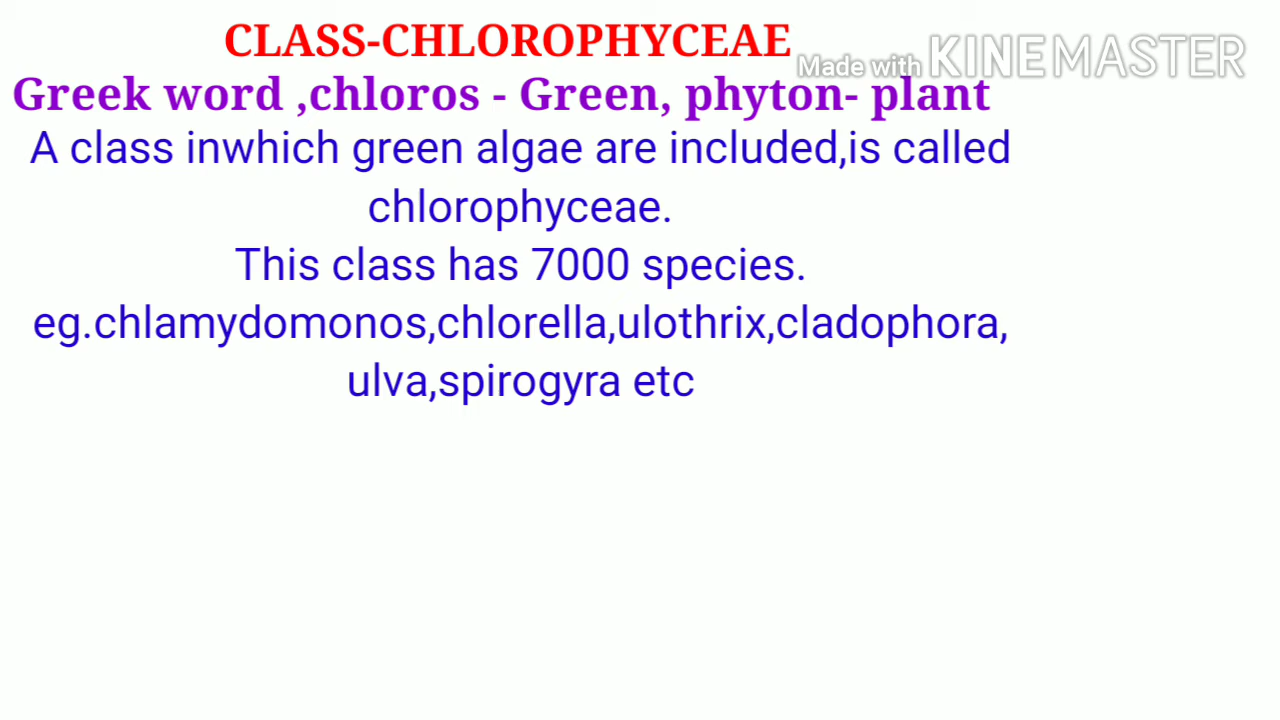 CLASS-CHLOROPHYCEAE
Made with KINEMASTER
Greek word ,chloros - Green, phyton- plant
A class inwhich green algae are included,is called
chlorophyceae.
This class has 7000 species.
eg.chlamydomonos,chlorella,ulothrix,cladophora,
ulva,spirogyra etc